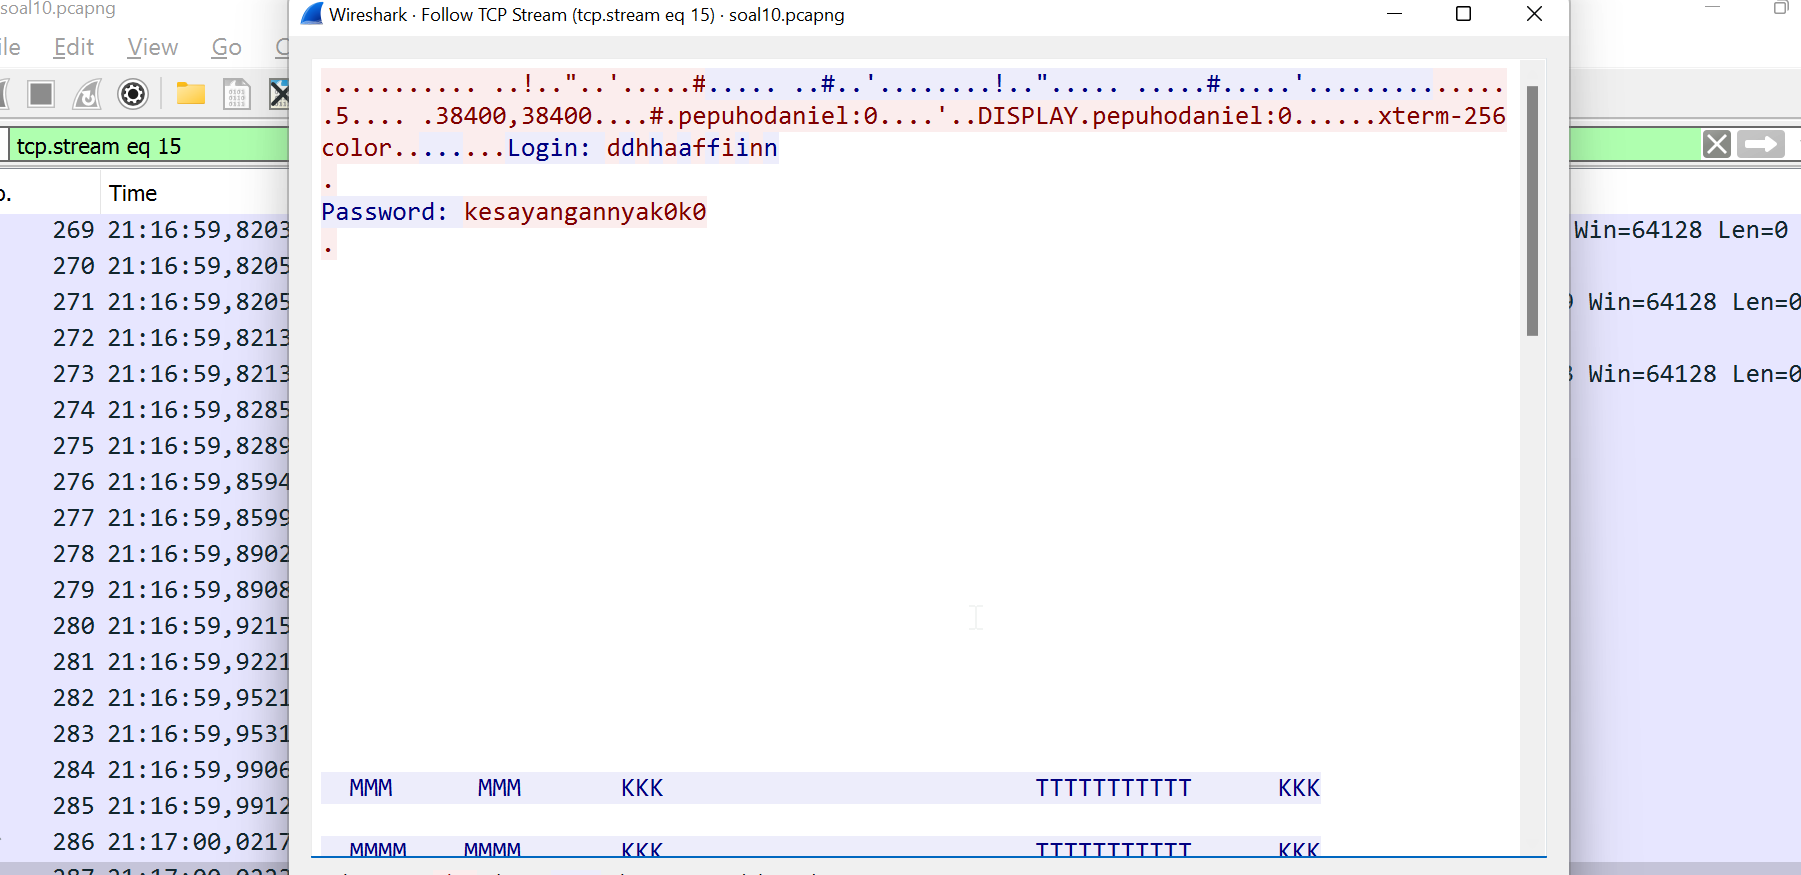 soal10.pcapng
Wireshark · Follow TCP Stream (tcp.stream eq 15) · soal10.pcapng
Edit View Go
tcp.stream eq 15
Time
........... ..!.."..'.....#..... ..#..'........!.."..... .....#.....'..............
.5.... .38400,38400....#.pepuhodaniel:0....'..DISPLAY.pepuhodaniel:0......xterm-256
color........Login: ddhhaaffiinn
.
Password: kesayangannyak0k0
.
MMM MMM KKK TTTTTTTTTTT KKK
MMMM MMMM KKK TTTTTTTTTTT KKK
269 21:16:59,8203 Win=64128 Len=0
270 21:16:59,8205
271 21:16:59,8205 Win=64128 Len=0
272 21:16:59,8213
273 21:16:59,8213 Win=64128 Len=0
274 21:16:59,8285
275 21:16:59,8289
276 21:16:59,8594
277 21:16:59,8599
278 21:16:59,8902
279 21:16:59,8908
280 21:16:59,9215
281 21:16:59,9221
282 21:16:59,9521
283 21:16:59,9531
284 21:16:59,9906
285 21:16:59,9912
286 21:17:00,0217